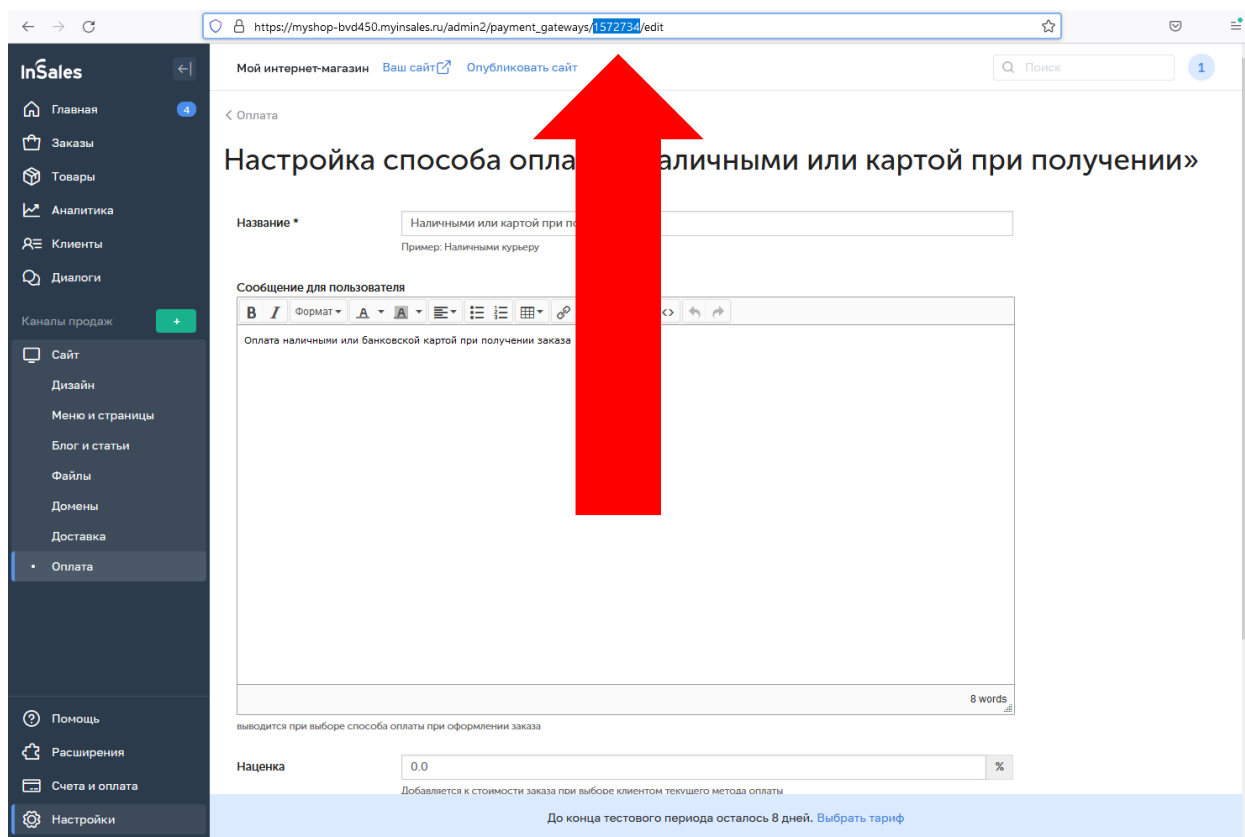 https://myshop-bvd450.myinsales.ru/admin2/payment_gateways/1572734/edit
InSales
Мой интернет-магазин Ваш сайт Опубликовать сайт Поиск 1
Главная 4
Заказы
Товары
Аналитика
Клиенты
Диалоги
Каналы продаж +
Сайт
Дизайн
Меню и страницы
Блог и статьи
Файлы
Домены
Доставка
• Оплата
Помощь
Расширения
Счета и оплата
Настройки
Оплата
Настройка способа опла аличными или картой при получении»
Название * Наличными или картой при по
Пример: Наличными курьеру
Сообщение для пользователя
B I Формат A A
Оплата наличными или банковской картой при получении заказа
8 words
выводится при выборе способа оплаты при оформлении заказа
Наценка 0.0 %
Добавляется к стоимости заказа при выборе клиентом текущего метода оплаты
До конца тестового периода осталось 8 дней. Выбрать тариф